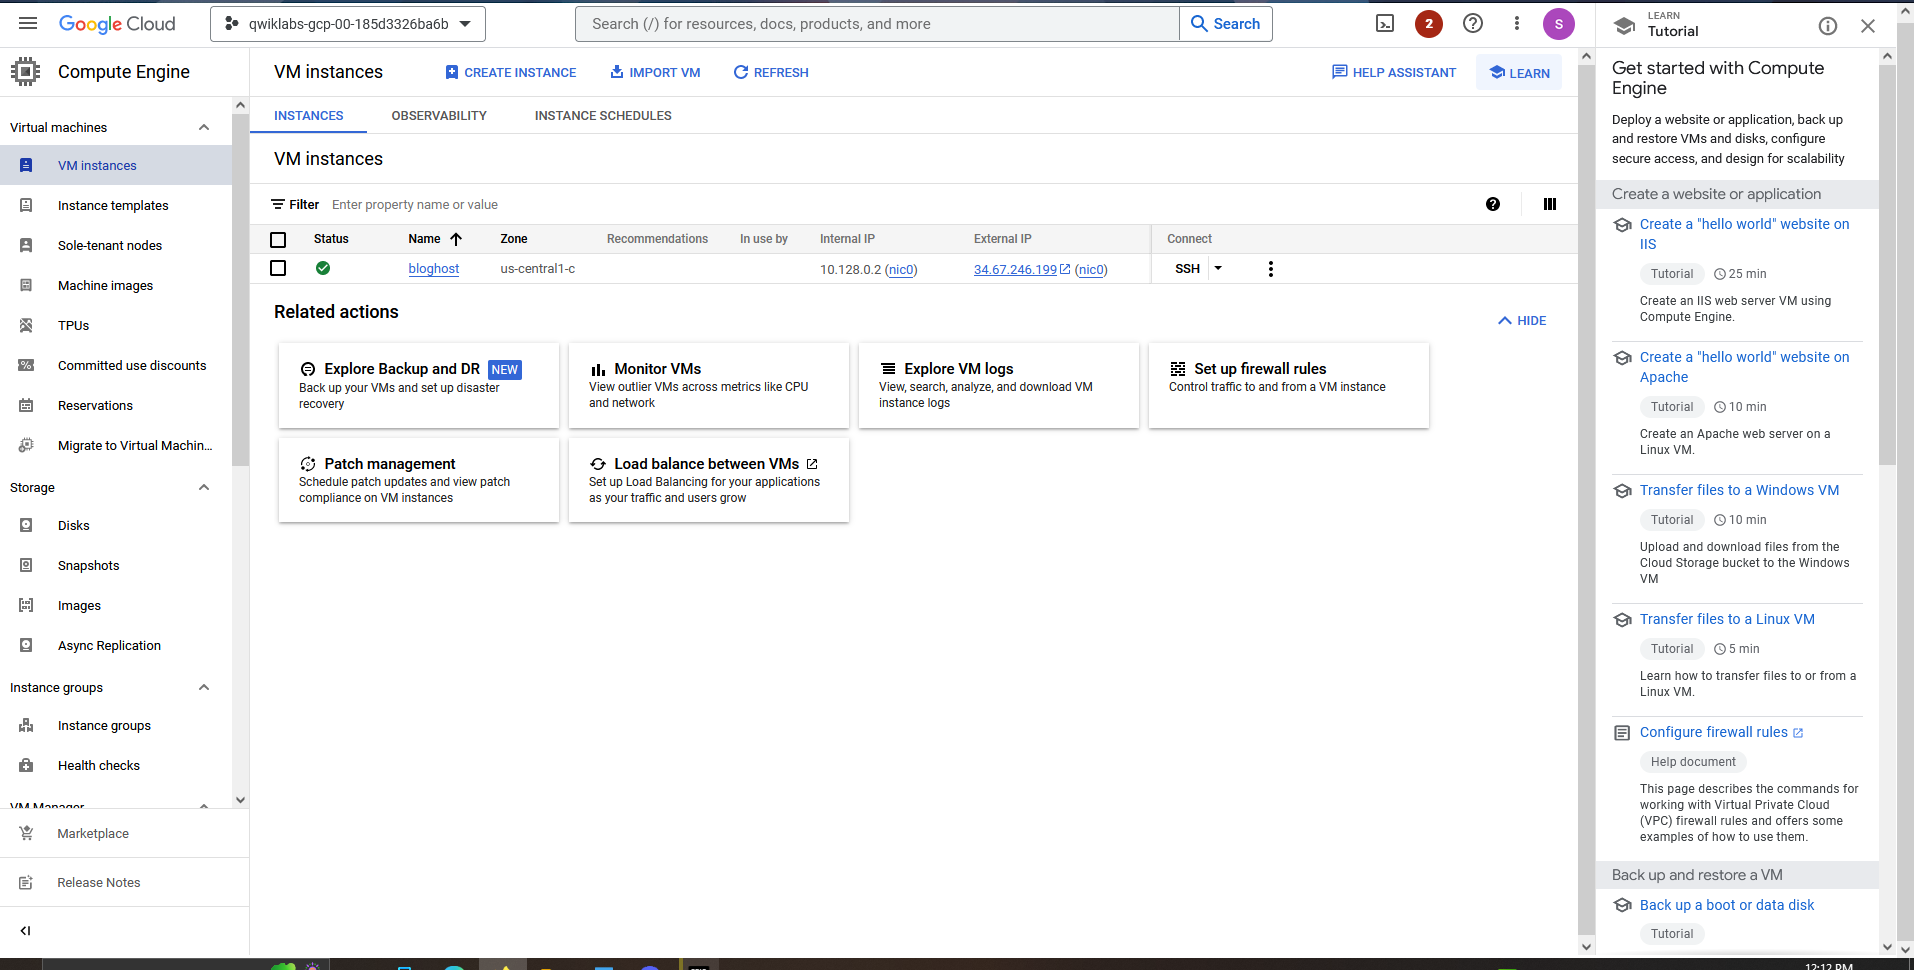 Google Cloud
qwiklabs-gcp-00-185d3326ba6b
Search (/) for resources, docs, products, and more
Search
2
S
LEARN
Tutorial
Compute Engine
VM instances
CREATE INSTANCE
IMPORT VM
REFRESH
HELP ASSISTANT
LEARN
Virtual machines
VM instances
Instance templates
Sole-tenant nodes
Machine images
TPUs
Committed use discounts
Reservations
Migrate to Virtual Machin...
Storage
Disks
Snapshots
Images
Async Replication
Instance groups
Instance groups
Health checks
VM Manager
Marketplace
Release Notes
INSTANCES
OBSERVABILITY
INSTANCE SCHEDULES
VM instances
Filter Enter property name or value
Status Name Zone Recommendations In use by Internal IP External IP Connect
bloghost us-central1-c 10.128.0.2 (nic0) 34.67.246.199 (nic0) SSH
Related actions
HIDE
Explore Backup and DR NEW
Back up your VMs and set up disaster
recovery
Monitor VMs
View outlier VMs across metrics like CPU
and network
Explore VM logs
View, search, analyze, and download VM
instance logs
Set up firewall rules
Control traffic to and from a VM instance
Patch management
Schedule patch updates and view patch
compliance on VM instances
Load balance between VMs
Set up Load Balancing for your applications
as your traffic and users grow
Get started with Compute
Engine
Deploy a website or application, back up
and restore VMs and disks, configure
secure access, and design for scalability
Create a website or application
Create a "hello world" website on
IIS
Tutorial 25 min
Create an IIS web server VM using
Compute Engine.
Create a "hello world" website on
Apache
Tutorial 10 min
Create an Apache web server on a
Linux VM.
Transfer files to a Windows VM
Tutorial 10 min
Upload and download files from the
Cloud Storage bucket to the Windows
VM
Transfer files to a Linux VM
Tutorial 5 min
Learn how to transfer files to or from a
Linux VM.
Configure firewall rules
Help document
This page describes the commands for
working with Virtual Private Cloud
(VPC) firewall rules and offers some
examples of how to use them.
Back up and restore a VM
Back up a boot or data disk
Tutorial
12:12 PM